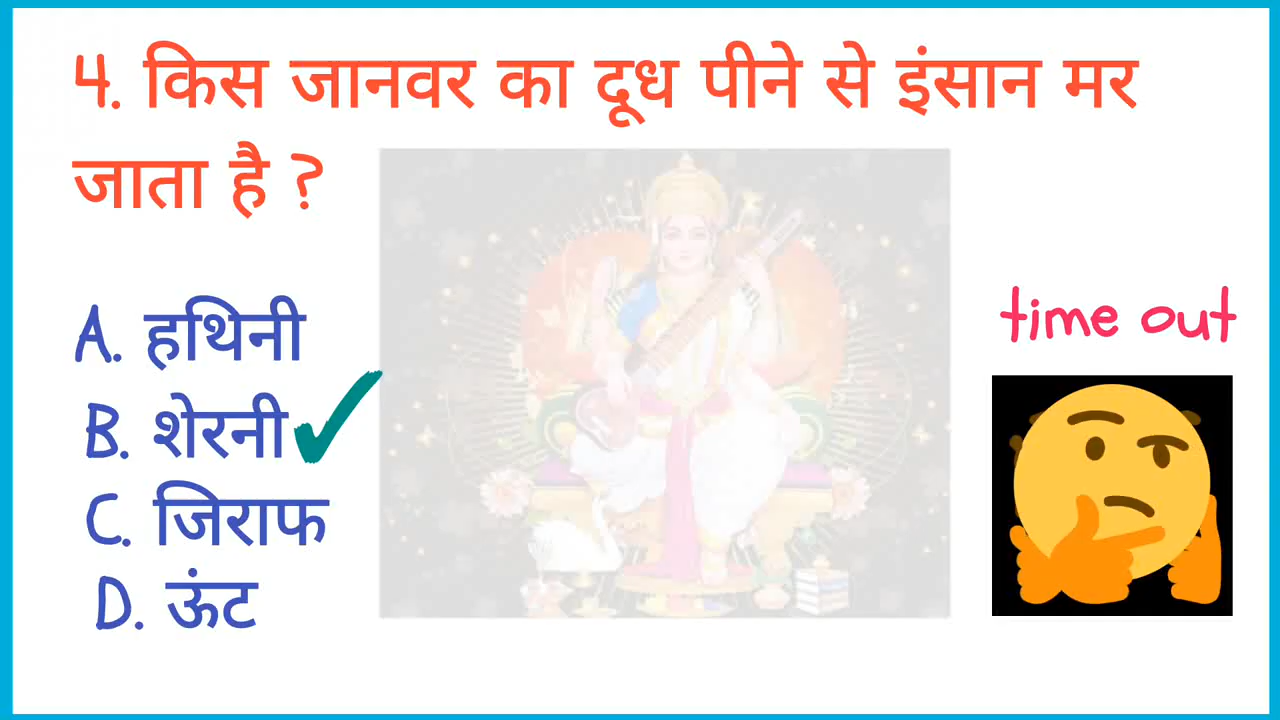 4. किस जानवर का दूध पीने से इंसान मर
जाता है ?
A. हथिनी
B. शेरनी
C. जिराफ
D. ऊंट
time out